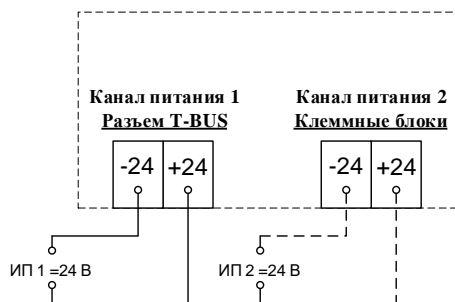 Канал питания 1 Канал питания 2
Разъем T-BUS Клеммные блоки
-24 +24 -24 +24
ИП 1 =24 В ИП 2 =24 В